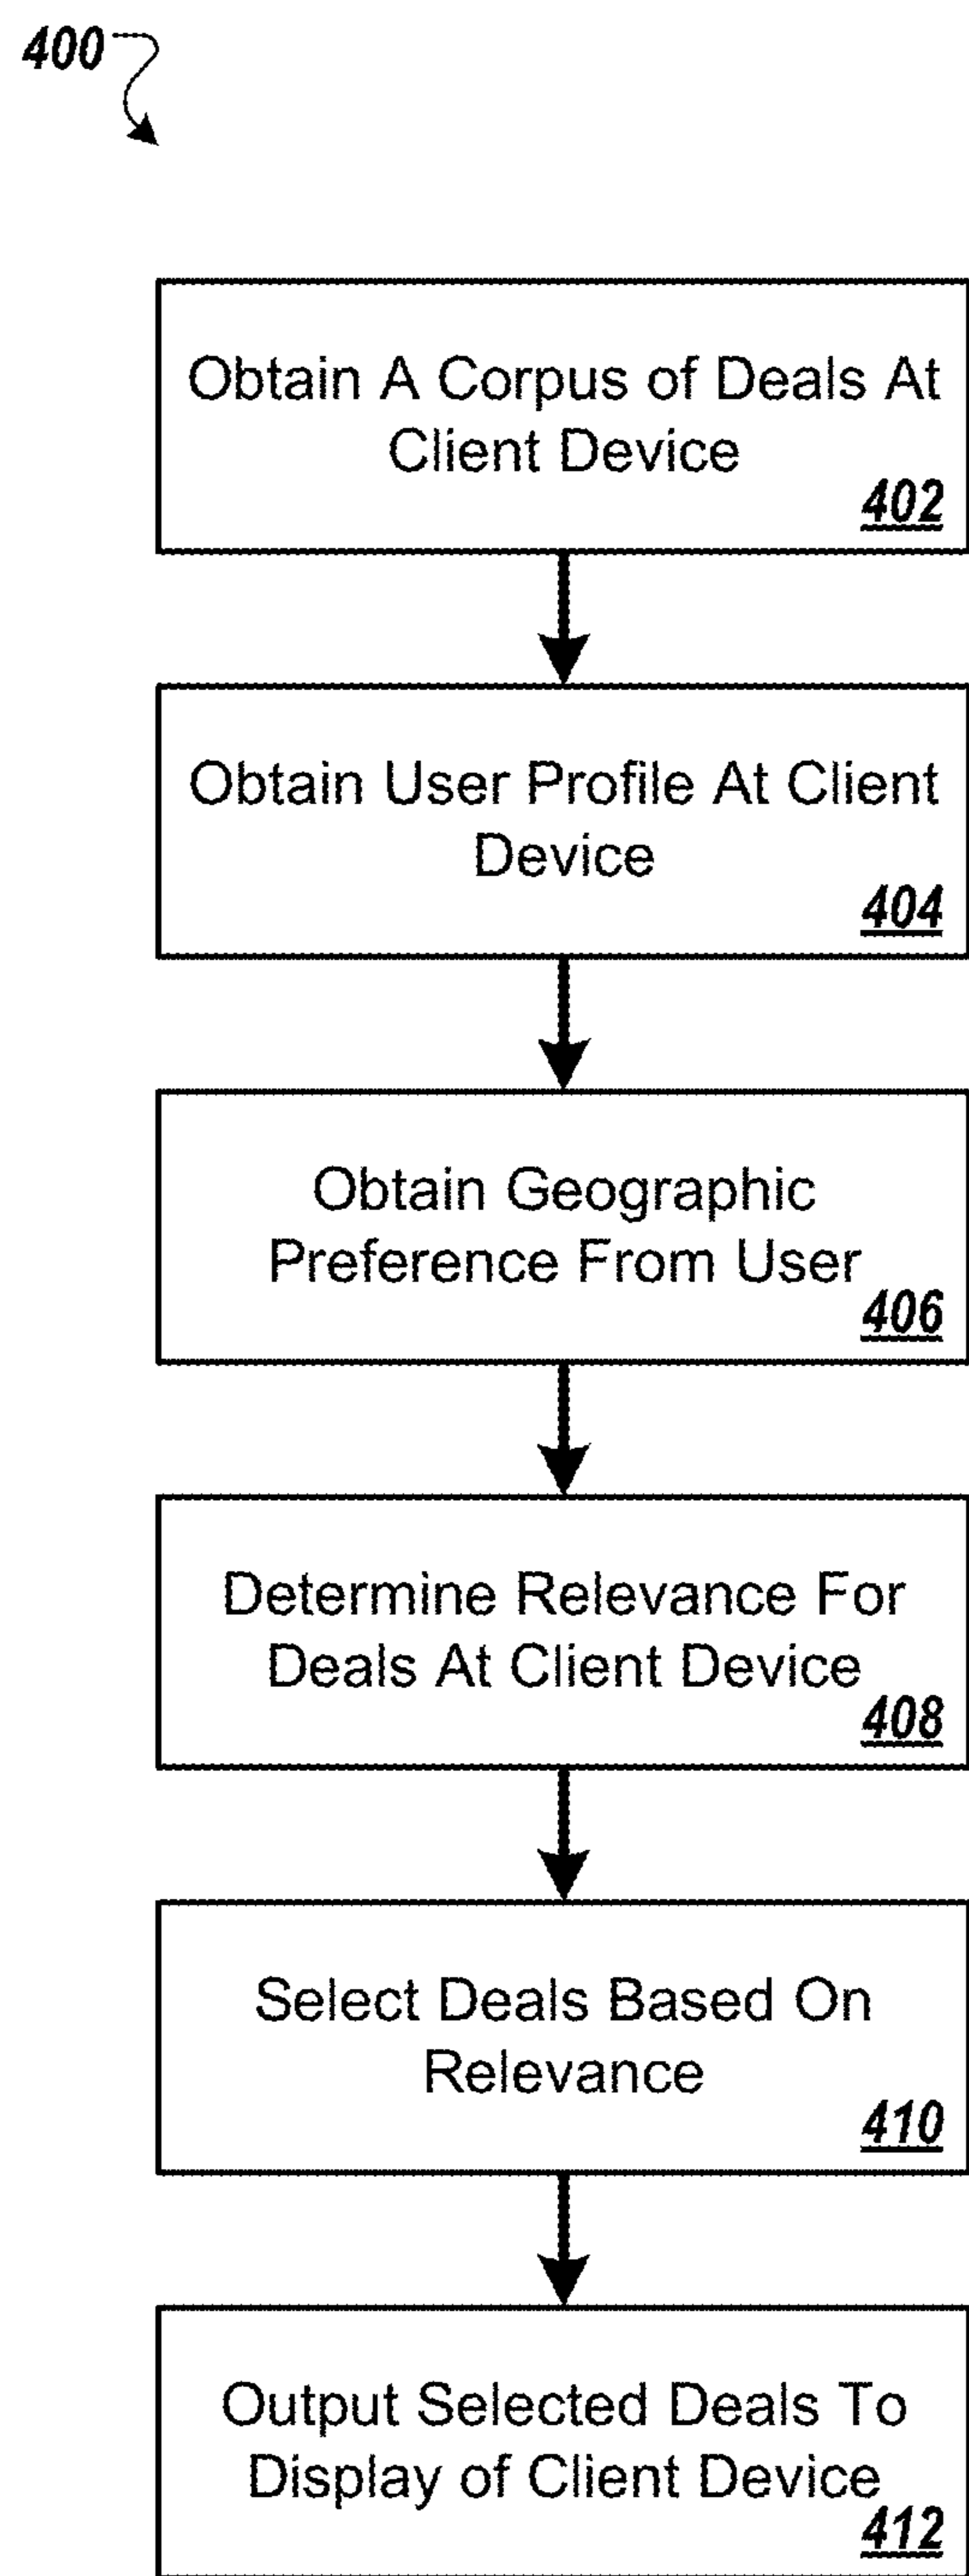 400
Obtain A Corpus of Deals At
Client Device
402
Obtain User Profile At Client
Device
404
Obtain Geographic
Preference From User
406
Determine Relevance For
Deals At Client Device
408
Select Deals Based On
Relevance
410
Output Selected Deals To
Display of Client Device
412